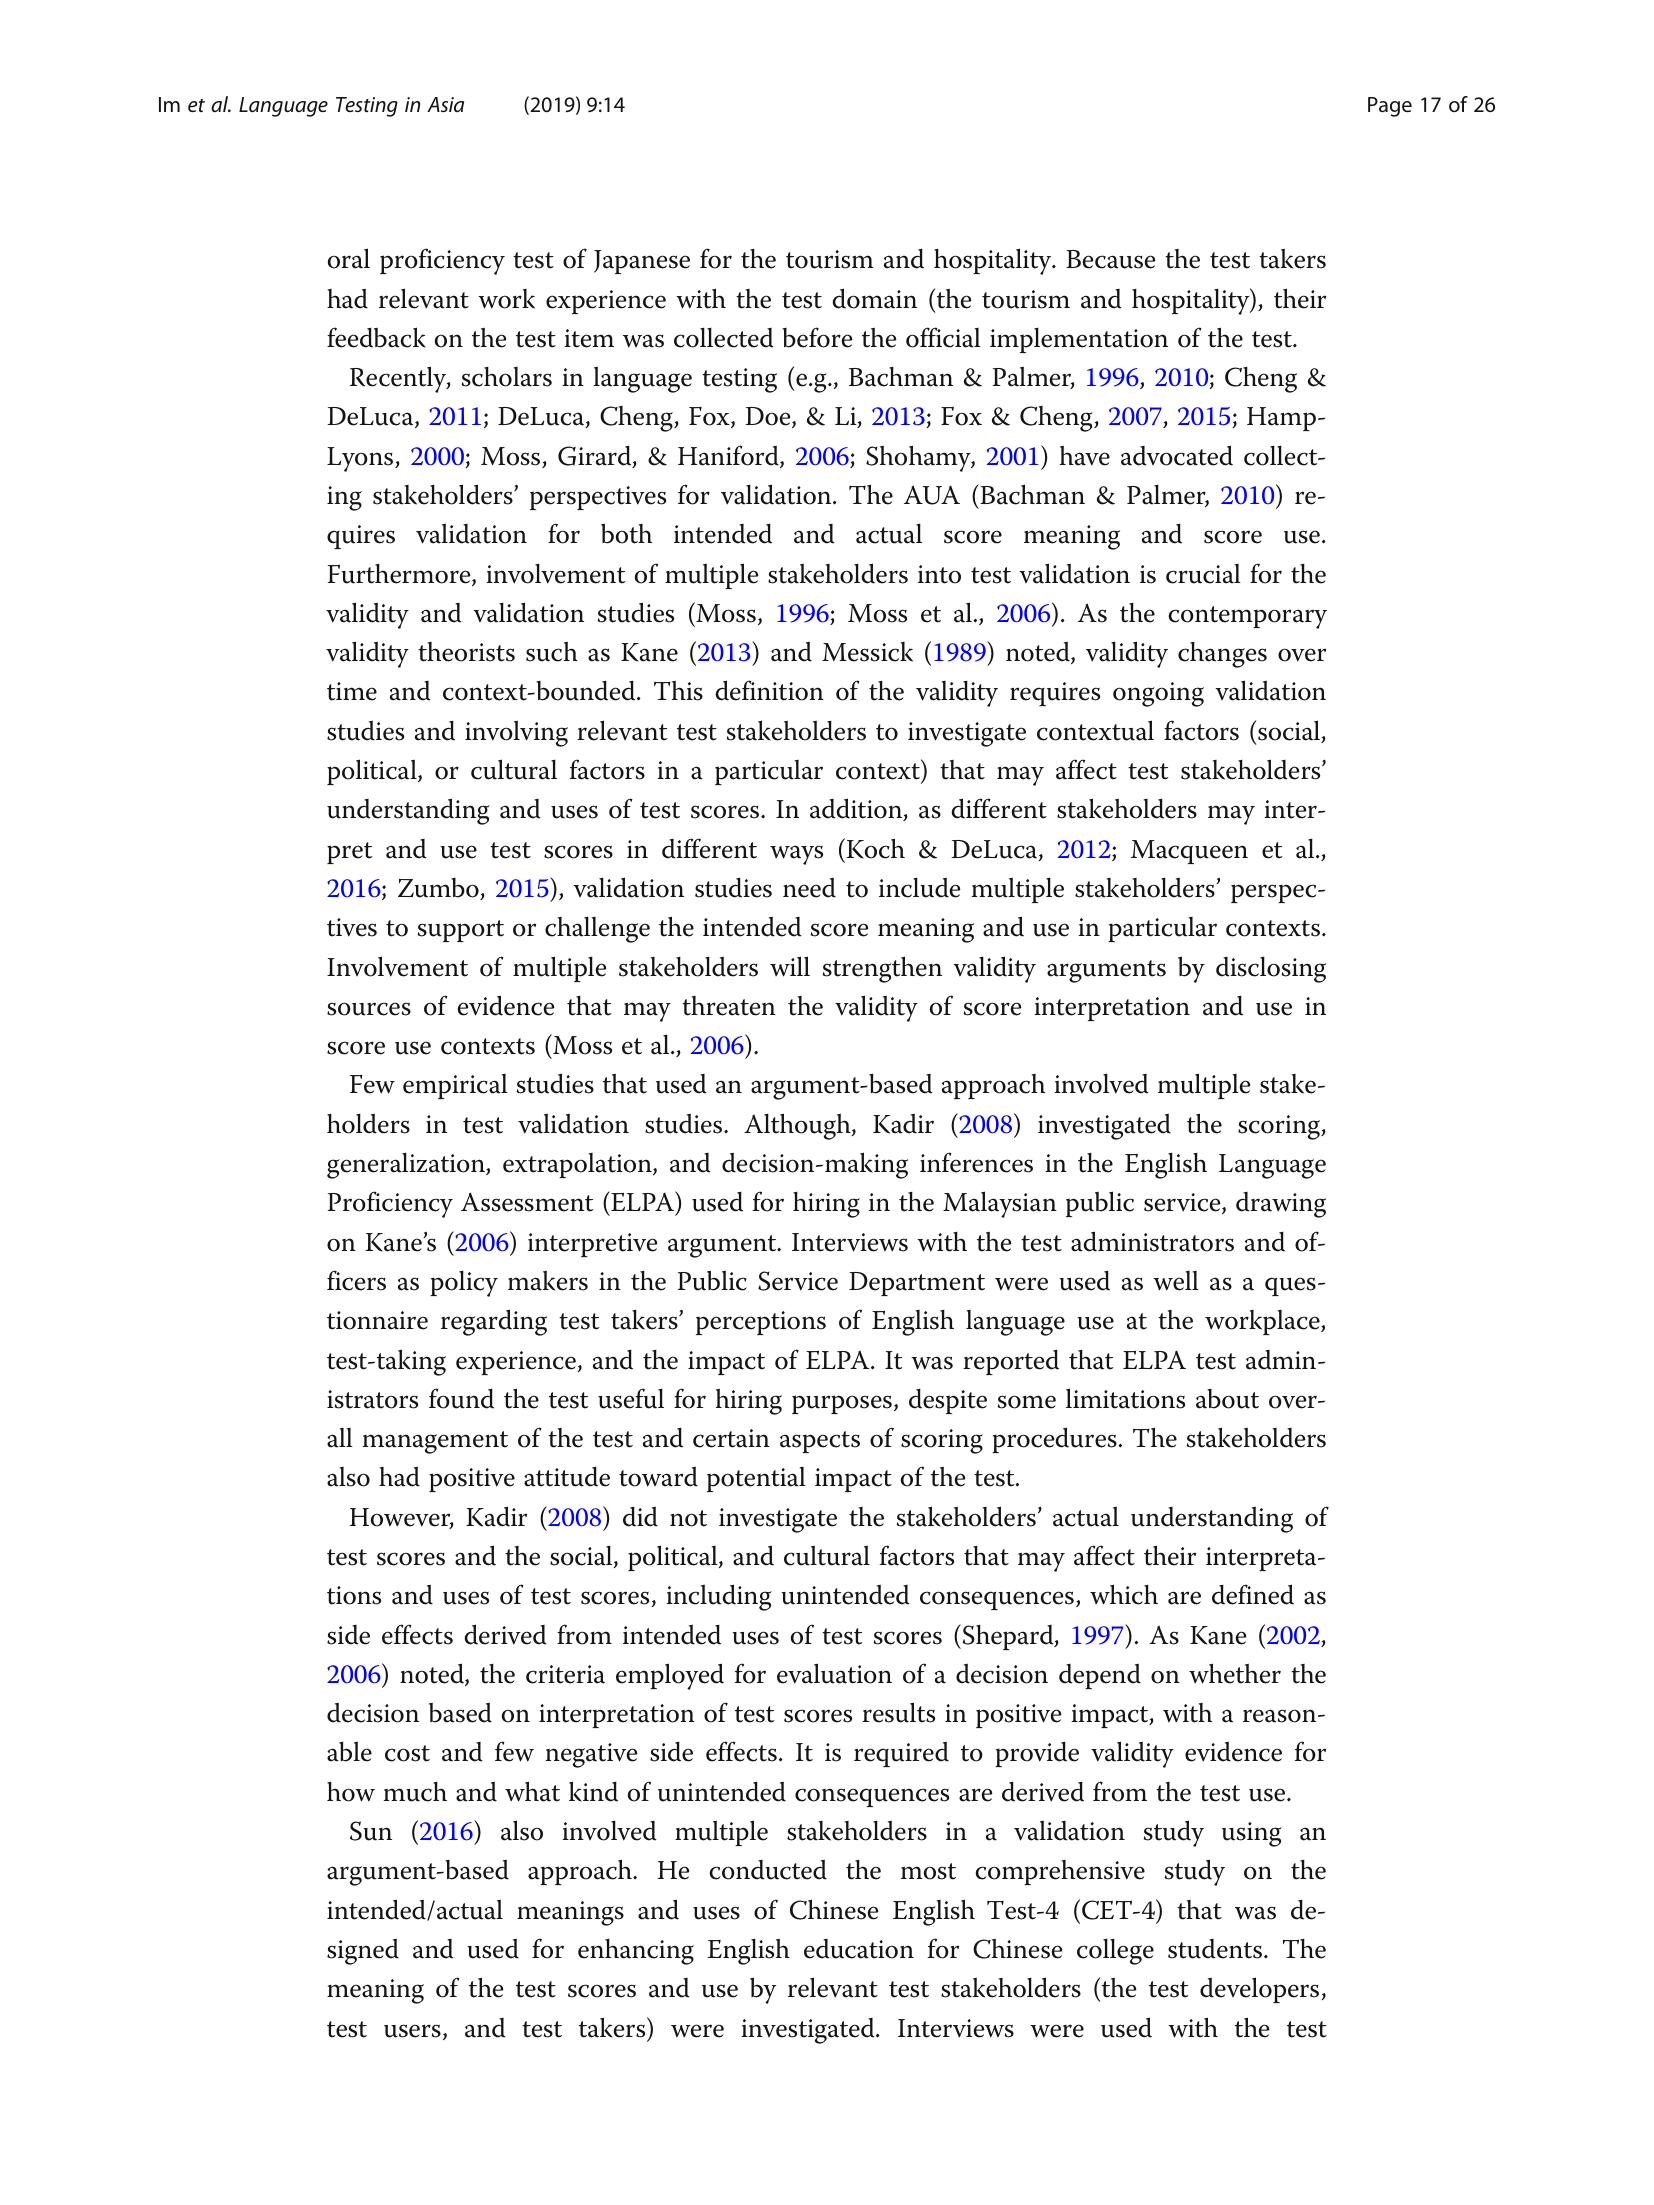 Im et al. Language Testing in Asia (2019) 9:14 Page 17 of 26
oral proficiency test of Japanese for the tourism and hospitality. Because the test takers
had relevant work experience with the test domain (the tourism and hospitality), their
feedback on the test item was collected before the official implementation of the test.
Recently, scholars in language testing (e.g., Bachman & Palmer, 1996, 2010; Cheng &
DeLuca, 2011; DeLuca, Cheng, Fox, Doe, & Li, 2013; Fox & Cheng, 2007, 2015; Hamp-
Lyons, 2000; Moss, Girard, & Haniford, 2006; Shohamy, 2001) have advocated collect-
ing stakeholders’ perspectives for validation. The AUA (Bachman & Palmer, 2010) re-
quires validation for both intended and actual score meaning and score use.
Furthermore, involvement of multiple stakeholders into test validation is crucial for the
validity and validation studies (Moss, 1996; Moss et al., 2006). As the contemporary
validity theorists such as Kane (2013) and Messick (1989) noted, validity changes over
time and context-bounded. This definition of the validity requires ongoing validation
studies and involving relevant test stakeholders to investigate contextual factors (social,
political, or cultural factors in a particular context) that may affect test stakeholders’
understanding and uses of test scores. In addition, as different stakeholders may inter-
pret and use test scores in different ways (Koch & DeLuca, 2012; Macqueen et al.,
2016; Zumbo, 2015), validation studies need to include multiple stakeholders’ perspec-
tives to support or challenge the intended score meaning and use in particular contexts.
Involvement of multiple stakeholders will strengthen validity arguments by disclosing
sources of evidence that may threaten the validity of score interpretation and use in
score use contexts (Moss et al., 2006).
Few empirical studies that used an argument-based approach involved multiple stake-
holders in test validation studies. Although, Kadir (2008) investigated the scoring,
generalization, extrapolation, and decision-making inferences in the English Language
Proficiency Assessment (ELPA) used for hiring in the Malaysian public service, drawing
on Kane’s (2006) interpretive argument. Interviews with the test administrators and of-
ficers as policy makers in the Public Service Department were used as well as a ques-
tionnaire regarding test takers’ perceptions of English language use at the workplace,
test-taking experience, and the impact of ELPA. It was reported that ELPA test admin-
istrators found the test useful for hiring purposes, despite some limitations about over-
all management of the test and certain aspects of scoring procedures. The stakeholders
also had positive attitude toward potential impact of the test.
However, Kadir (2008) did not investigate the stakeholders’ actual understanding of
test scores and the social, political, and cultural factors that may affect their interpreta-
tions and uses of test scores, including unintended consequences, which are defined as
side effects derived from intended uses of test scores (Shepard, 1997). As Kane (2002,
2006) noted, the criteria employed for evaluation of a decision depend on whether the
decision based on interpretation of test scores results in positive impact, with a reason-
able cost and few negative side effects. It is required to provide validity evidence for
how much and what kind of unintended consequences are derived from the test use.
Sun (2016) also involved multiple stakeholders in a validation study using an
argument-based approach. He conducted the most comprehensive study on the
intended/actual meanings and uses of Chinese English Test-4 (CET-4) that was de-
signed and used for enhancing English education for Chinese college students. The
meaning of the test scores and use by relevant test stakeholders (the test developers,
test users, and test takers) were investigated. Interviews were used with the test